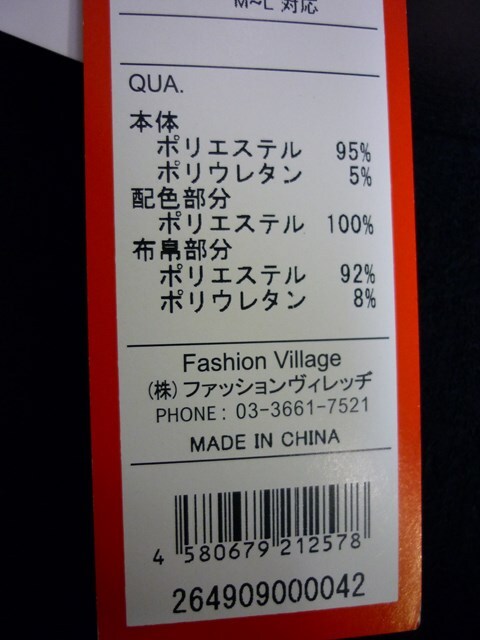 M~L 対応
QUA.
本体
ポリエステル 95%
ポリウレタン 5%
配色部分
ポリエステル 100%
布帛部分
ポリエステル 92%
ポリウレタン 8%
Fashion Village
(株)ファッションヴィレッヂ
PHONE: 03-3661-7521
MADE IN CHINA
4 580679 212578
264909000042